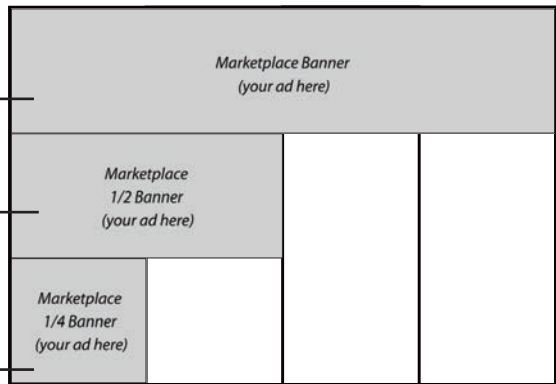 Marketplace Banner
(your ad here)
Marketplace
1/2 Banner
(your ad here)
Marketplace
1/4 Banner
(your ad here)